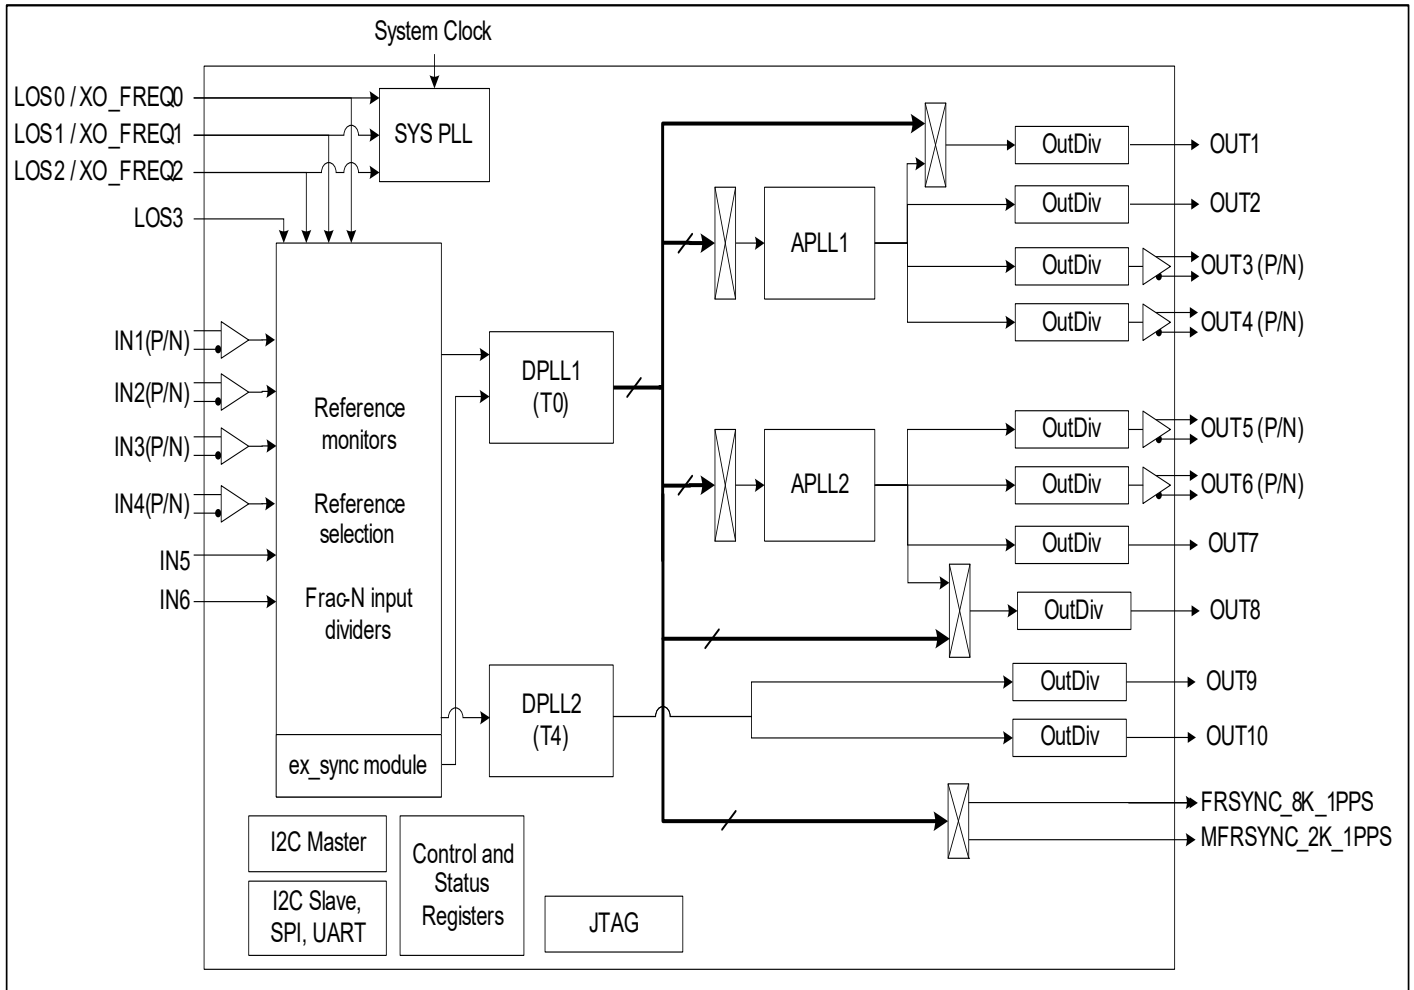 System Clock
LOS0 / XO_FREQ0
LOS1 / XO_FREQ1
LOS2 / XO_FREQ2
LOS3
SYS PLL
IN1(P/N)
IN2(P/N)
IN3(P/N)
IN4(P/N)
IN5
IN6
Reference
monitors
Reference
selection
Frac-N input
dividers
ex_sync module
DPLL1
(T0)
DPLL2
(T4)
APLL1
APLL2
OutDiv
OUT1
OutDiv
OUT2
OutDiv
OUT3 (P/N)
OutDiv
OUT4 (P/N)
OutDiv
OUT5 (P/N)
OutDiv
OUT6 (P/N)
OutDiv
OUT7
OutDiv
OUT8
OutDiv
OUT9
OutDiv
OUT10
FRSYNC_8K_1PPS
MFRSYNC_2K_1PPS
I2C Master
I2C Slave,
SPI, UART
Control and
Status
Registers
JTAG